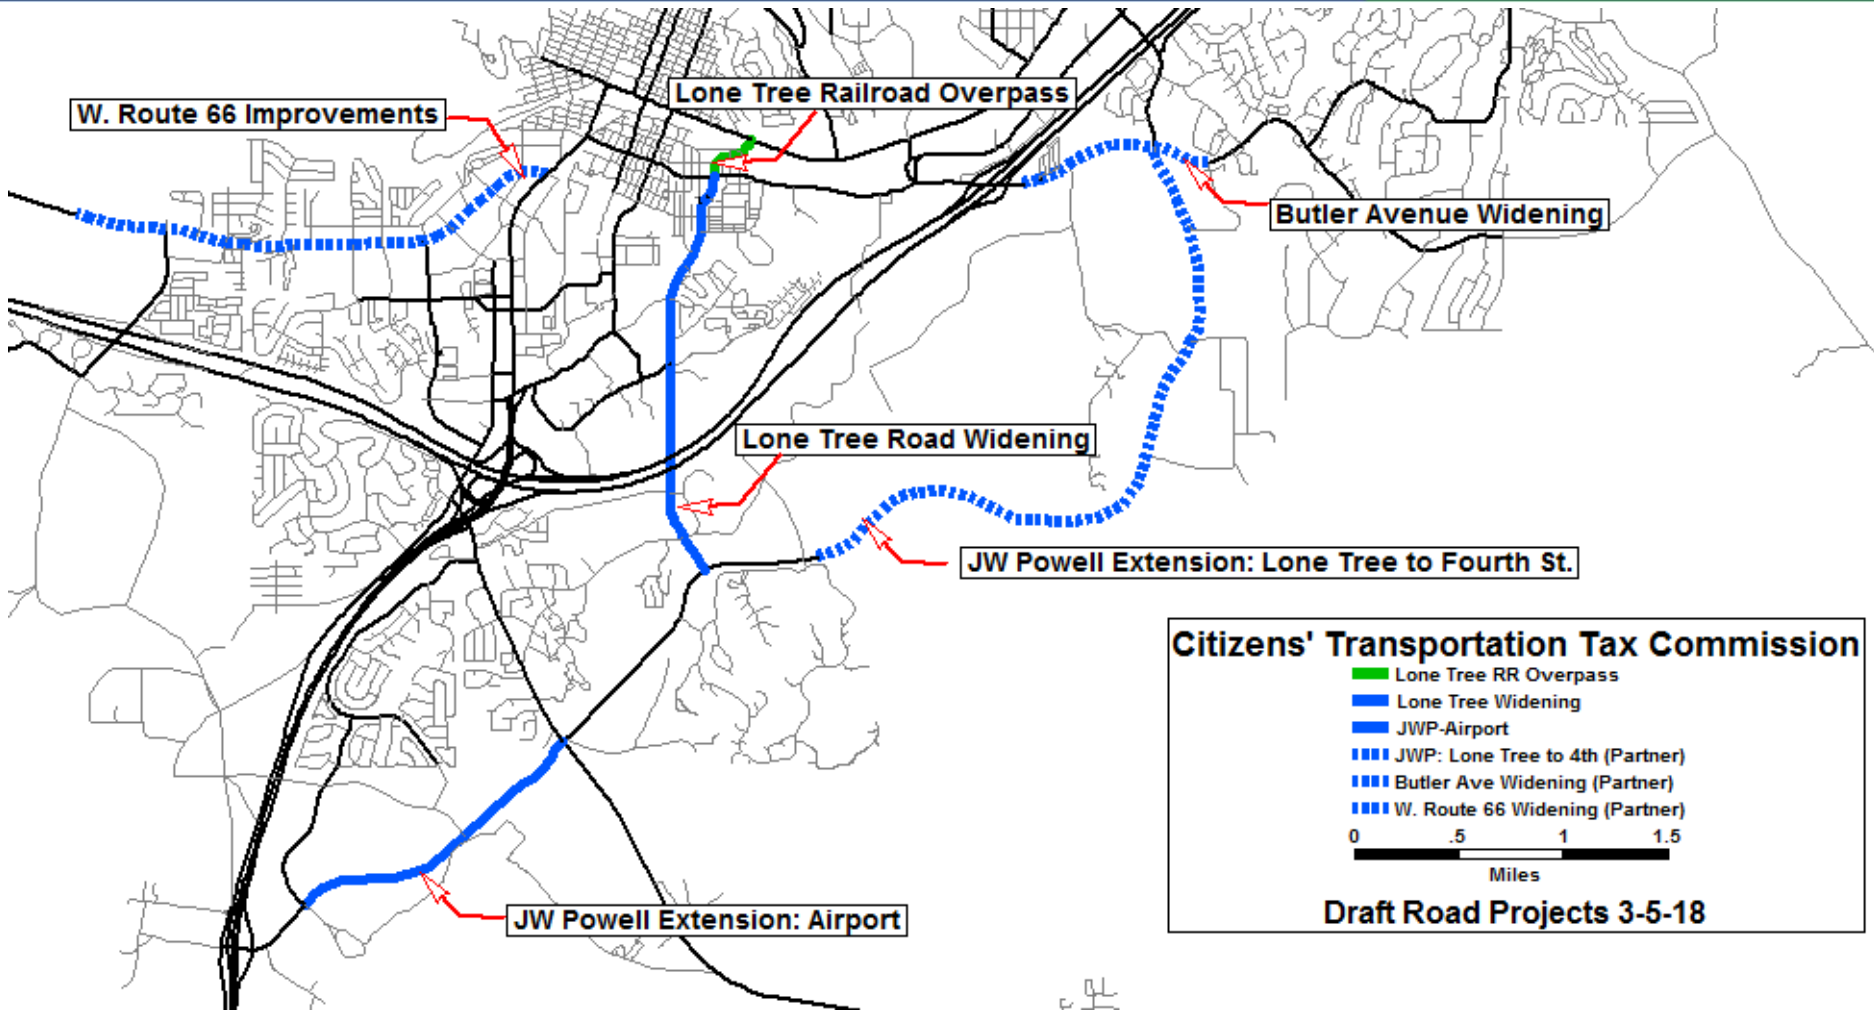 Lone Tree Railroad Overpass
W. Route 66 Improvements
Butler Avenue Widening
Lone Tree Road Widening
JW Powell Extension: Lone Tree to Fourth St.
JW Powell Extension: Airport
Citizens' Transportation Tax Commission
Lone Tree RR Overpass
Lone Tree Widening
JWP-Airport
JWP: Lone Tree to 4th (Partner)
Butler Ave Widening (Partner)
W. Route 66 Widening (Partner)
0 .5 1 1.5
Miles
Draft Road Projects 3-5-18